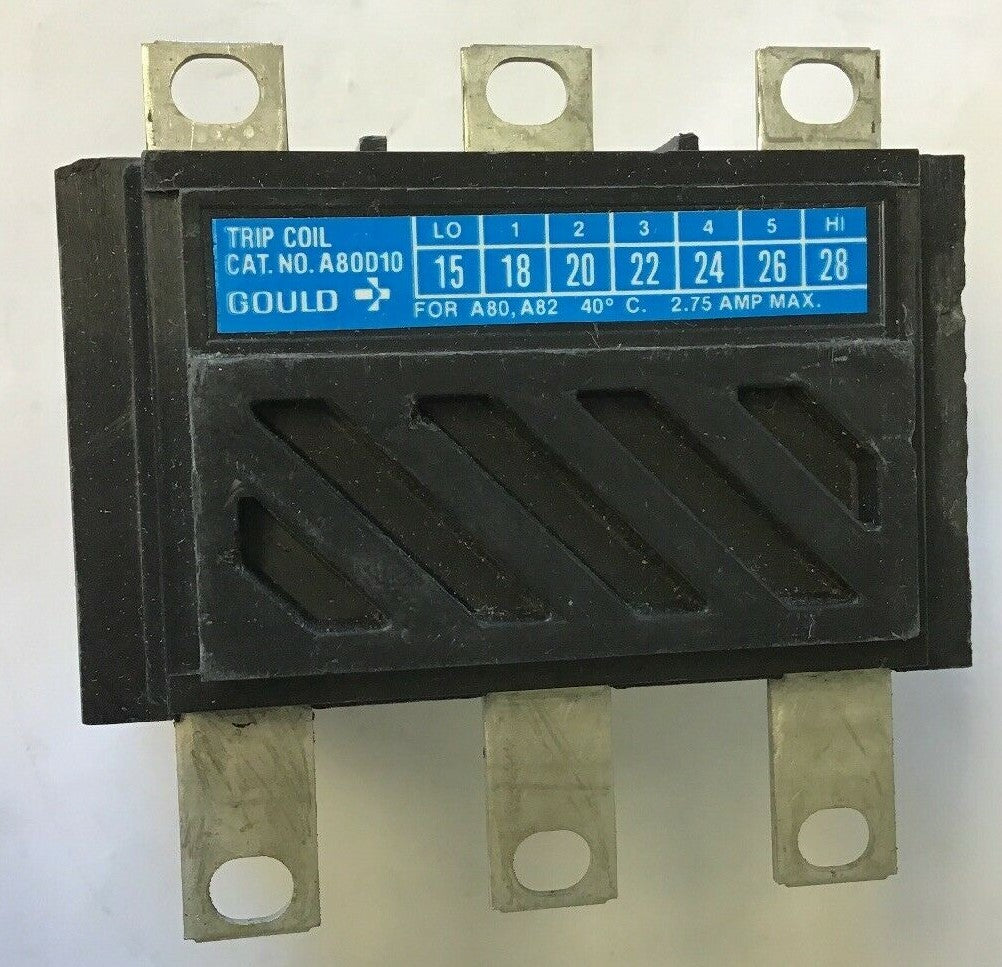 TRIP COIL
CAT. NO. A80D10
GOULD
LO 1 2 3 4 5 HI
15 18 20 22 24 26 28
FOR A80, A82 40° C. 2.75 AMP MAX.